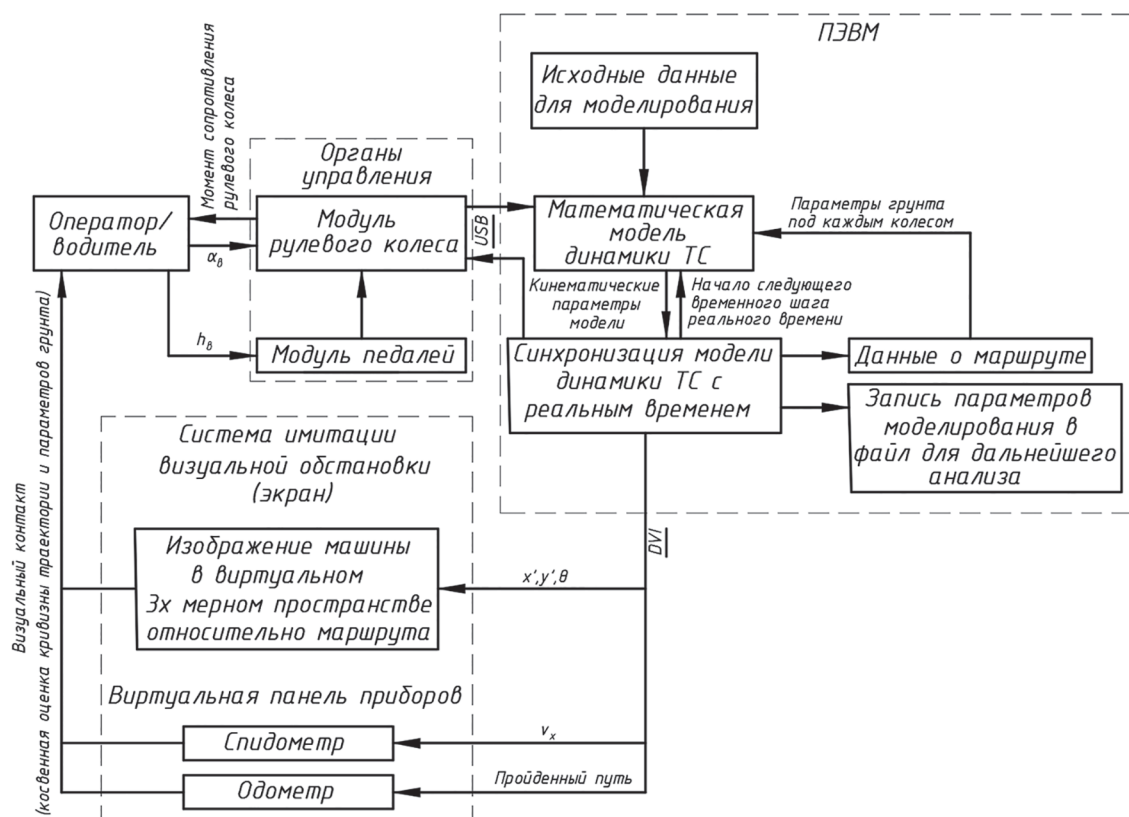 ПЭВМ
Исходные данные
для моделирования
Момент сопротивления
рулевого колеса
Органы
управления
Оператор/
водитель
Модуль
рулевого колеса
USB
Математическая
модель
динамики ТС
Параметры грунта
под каждым колесом
αв
hв
Модуль педалей
Кинематические
параметры
модели
Начало следующего
временного шага
реального времени
Синхронизация модели
динамики ТС с
реальным временем
Данные о маршруте
Запись параметров
моделирования в
файл для дальнейшего
анализа
Визуальный контакт
(косвенная оценка кривизны траектории и параметров грунта)
Система имитации
визуальной обстановки
(экран)
Изображение машины
в виртуальном
3х мерном пространстве
относительно маршрута
x',y',θ
DVI
Виртуальная панель приборов
Спидометр
vx
Одометр
Пройденный путь